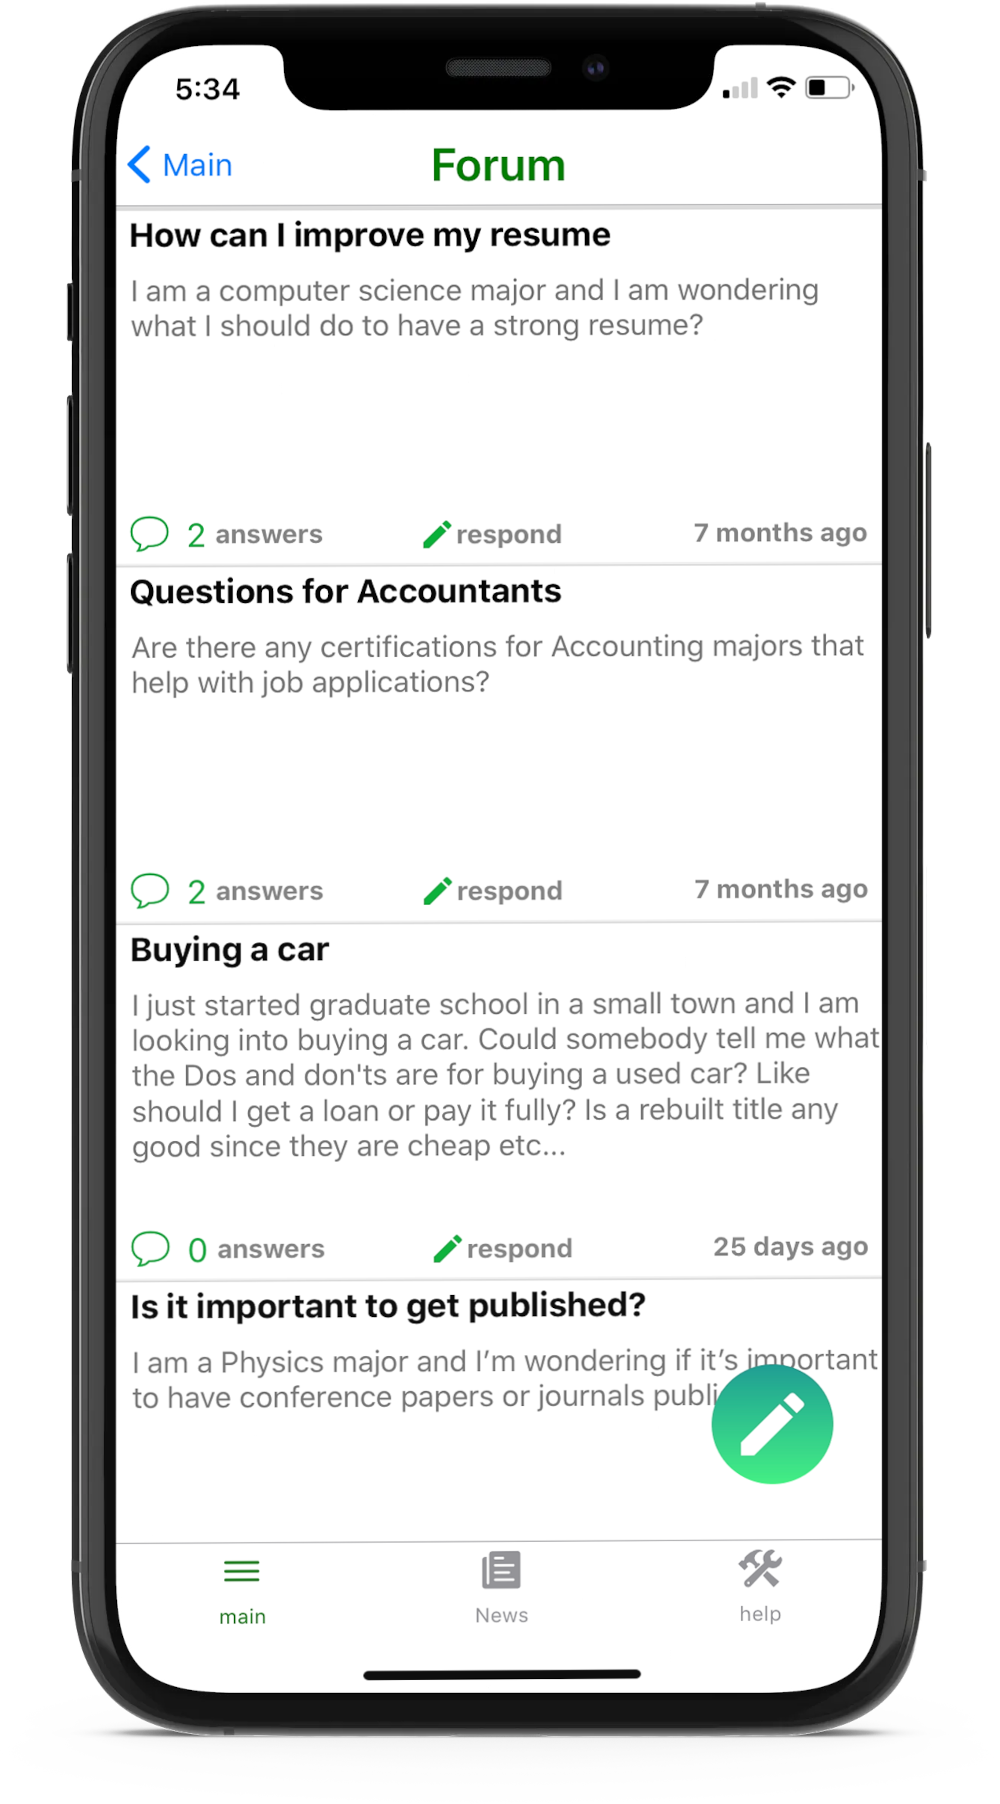 5:34
Main
Forum
How can I improve my resume
I am a computer science major and I am wondering
what I should do to have a strong resume?
2 answers respond 7 months ago
Questions for Accountants
Are there any certifications for Accounting majors that
help with job applications?
2 answers respond 7 months ago
Buying a car
I just started graduate school in a small town and I am
looking into buying a car. Could somebody tell me what
the Dos and don'ts are for buying a used car? Like
should I get a loan or pay it fully? Is a rebuilt title any
good since they are cheap etc...
0 answers respond 25 days ago
Is it important to get published?
I am a Physics major and I’m wondering if it’s important
to have conference papers or journals
main
News
help